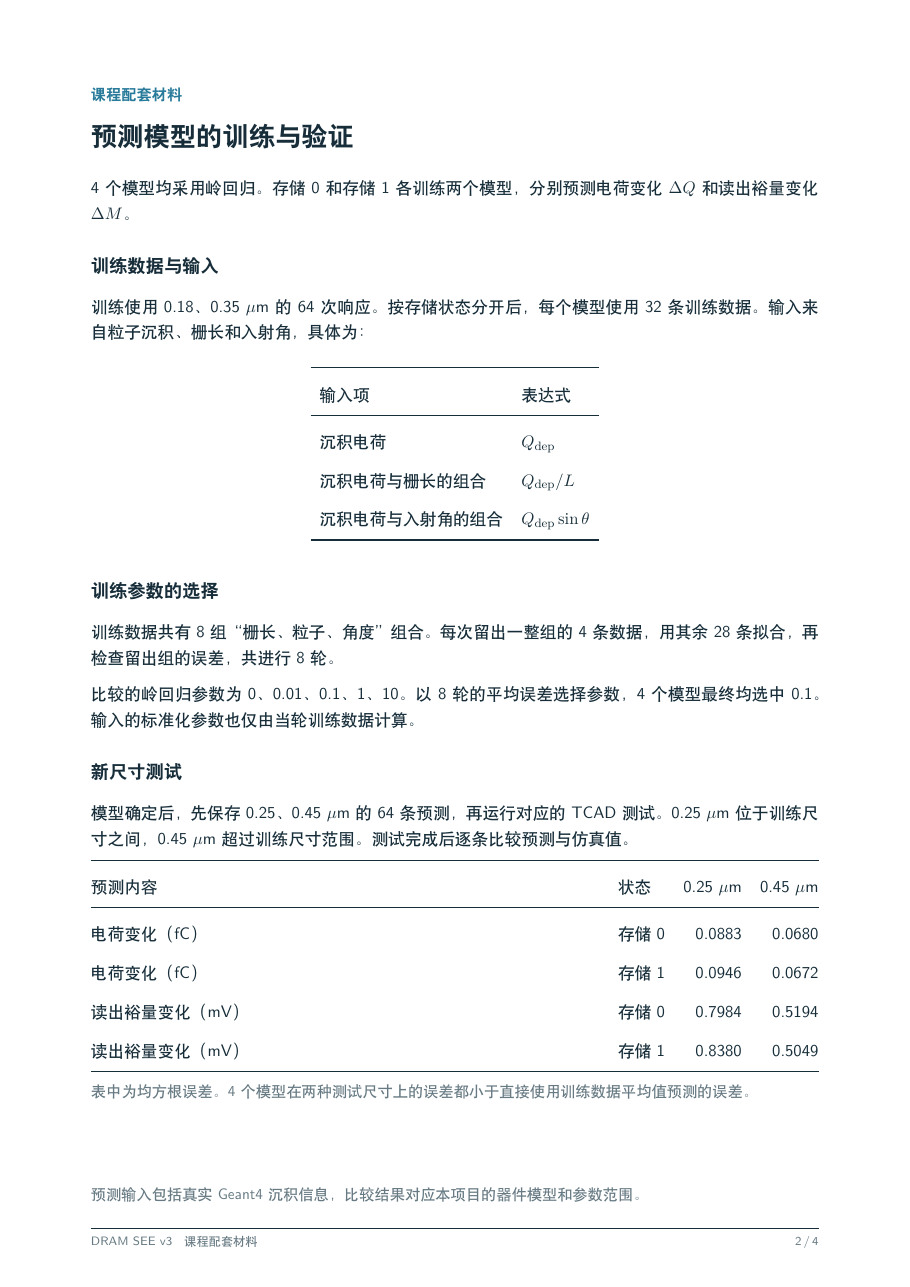 课程配套材料
预测模型的训练与验证
4 个模型均采用岭回归。存储 0 和存储 1 各训练两个模型，分别预测电荷变化 ΔQ 和读出裕量变化
ΔM。
训练数据与输入
训练使用 0.18、0.35 μm 的 64 次响应。按存储状态分开后，每个模型使用 32 条训练数据。输入来
自粒子沉积、栅长和入射角，具体为：
输入项 表达式
沉积电荷 Q_dep
沉积电荷与栅长的组合 Q_dep/L
沉积电荷与入射角的组合 Q_dep sin θ
训练参数的选择
训练数据共有 8 组“栅长、粒子、角度”组合。每次留出一整组的 4 条数据，用其余 28 条拟合，再
检查留出组的误差，共进行 8 轮。
比较的岭回归参数为 0、0.01、0.1、1、10。以 8 轮的平均误差选择参数，4 个模型最终均选中 0.1。
输入的标准化参数也仅由当轮训练数据计算。
新尺寸测试
模型确定后，先保存 0.25、0.45 μm 的 64 条预测，再运行对应的 TCAD 测试。0.25 μm 位于训练尺
寸之间，0.45 μm 超过训练尺寸范围。测试完成后逐条比较预测与仿真值。
预测内容 状态 0.25 μm 0.45 μm
电荷变化（fC） 存储 0 0.0883 0.0680
电荷变化（fC） 存储 1 0.0946 0.0672
读出裕量变化（mV） 存储 0 0.7984 0.5194
读出裕量变化（mV） 存储 1 0.8380 0.5049
表中为均方根误差。4 个模型在两种测试尺寸上的误差都小于直接使用训练数据平均值预测的误差。
预测输入包括真实 Geant4 沉积信息，比较结果对应本项目的器件模型和参数范围。
DRAM SEE v3 课程配套材料 2 / 4